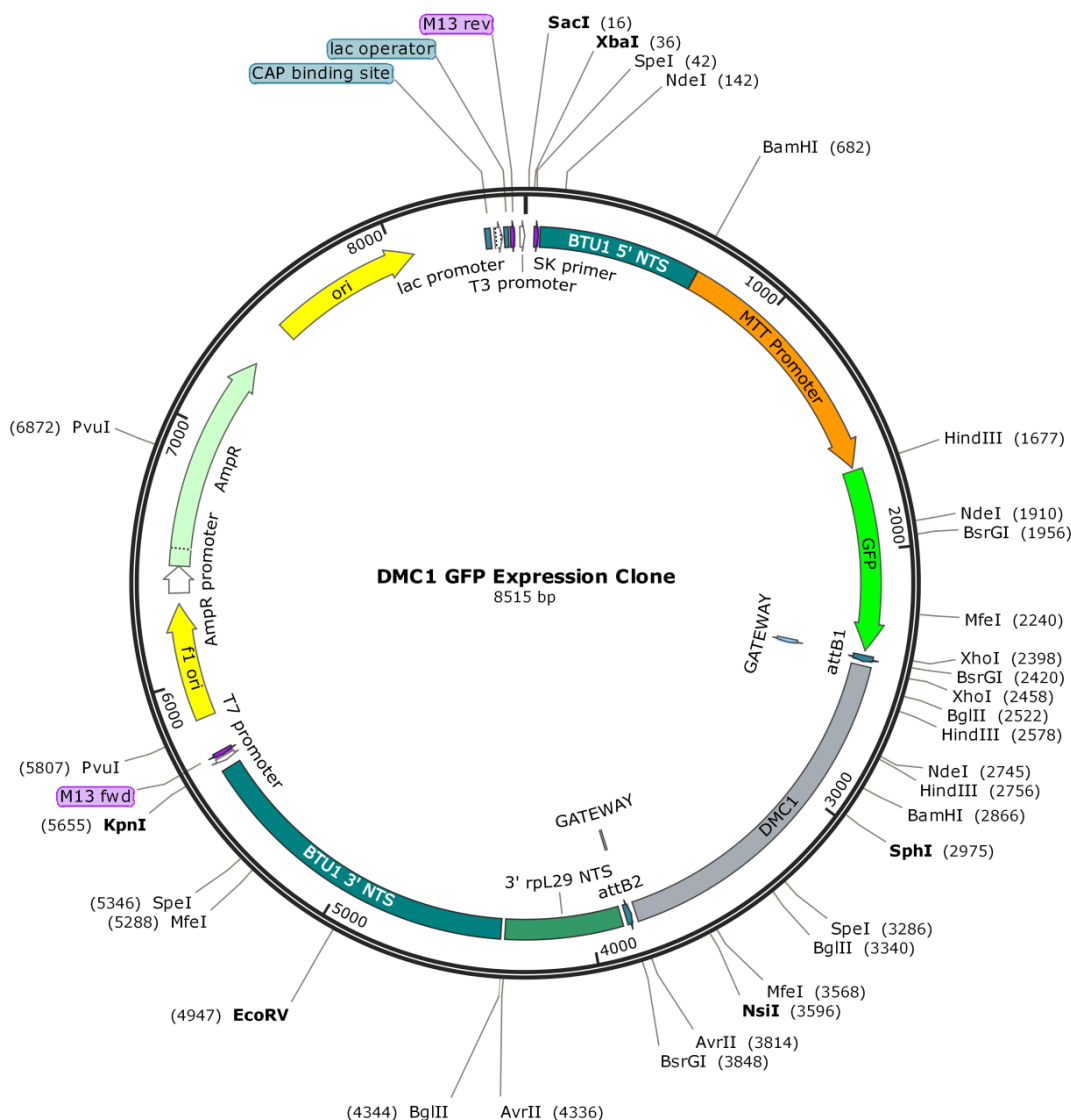 M13 rev
lac operator
CAP binding site
SacI (16)
XbaI (36)
SpeI (42)
NdeI (142)
BamHI (682)
HindIII (1677)
NdeI (1910)
BsrGI (1956)
MfeI (2240)
XhoI (2398)
BsrGI (2420)
XhoI (2458)
BglII (2522)
HindIII (2578)
NdeI (2745)
HindIII (2756)
BamHI (2866)
SphI (2975)
SpeI (3286)
BglII (3340)
MfeI (3568)
NsiI (3596)
AvrII (3814)
BsrGI (3848)
AvrII (4336)
(4344) BglII
(4947) EcoRV
(5288) MfeI
(5346) SpeI
(5655) KpnI
M13 fwd
(5807) PvuI
(6872) PvuI
1000
2000
3000
4000
5000
6000
7000
8000
lac promoter
T3 promoter
SK primer
BTU1 5' NTS
MTT Promoter
GFP
attB1
GATEWAY
DMC1
GATEWAY
attB2
3' rpL29 NTS
BTU1 3' NTS
T7 promoter
f1 ori
AmpR promoter
AmpR
ori
DMC1 GFP Expression Clone
8515 bp